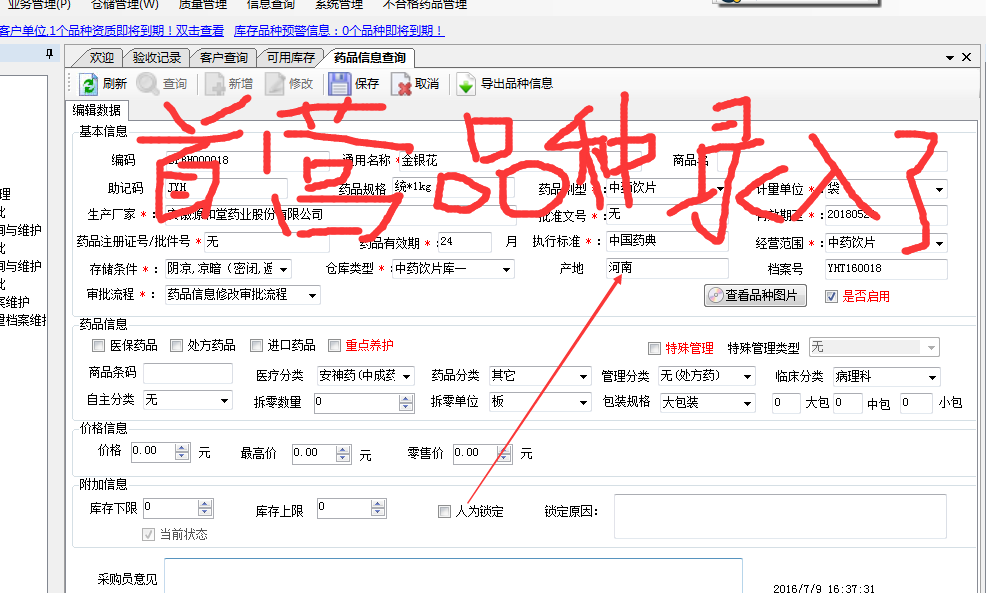 业务管理(P) 仓储管理(W) 质量管理 信息查询 系统管理 不合格药品管理
客户单位,1个品种资质即将到期！双击查看 库存品种预警信息：0个品种即将到期！
欢迎 验收记录 客户查询 可用库存 药品信息查询
刷新 查询 新增 修改 保存 取消 导出品种信息
编辑数据
首营品种录入了
基本信息
编码 H000018 通用名称 * 金银花 商品名
助记码 JYH 药品规格 统*1kg 药品剂型 * : 中药饮片 计量单位 * : 袋
生产厂家 * : 安徽源和堂药业股份有限公司 批准文号 * : 无 有效期至 * : 2018052
药品注册证号/批件号 * 无 药品有效期 * : 24 月 执行标准 * : 中国药典 经营范围 * : 中药饮片
理
批
询与维护
存储条件 * : 阴凉,凉暗（密闭,遮 仓库类型 * : 中药饮片库一 产地 河南 档案号 YHT160018
批
询与维护
审批流程 * : 药品信息修改审批流程 查看品种图片 是否启用
批
案维护
量档案维护
药品信息
医保药品 处方药品 进口药品 重点养护 特殊管理 特殊管理类型 无
商品条码 医疗分类 安神药(中成药 药品分类 其它 管理分类 无(处方药) 临床分类 病理科
自主分类 无 拆零数量 0 拆零单位 板 包装规格 大包装 0 大包 0 中包 0 小包
价格信息
价格 0.00 元 最高价 0.00 元 零售价 0.00 元
附加信息
库存下限 0 库存上限 0 人为锁定 锁定原因:
当前状态
采购员意见
2016/7/9 16:37:31